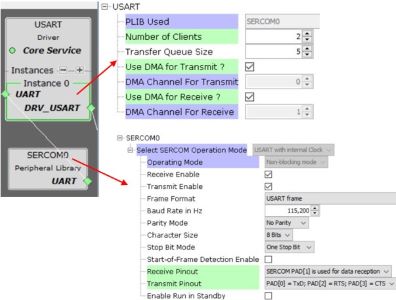 USART
Driver
Core Service
Instances
Instance 0
UART
DRV_USART
SERCOM0
Peripheral Library
UART
USART
PLIB Used SERCOM0
Number of Clients 2
Transfer Queue Size 5
Use DMA for Transmit ?
DMA Channel For Transmit 0
Use DMA for Receive ?
DMA Channel For Receive 1
SERCOM0
Select SERCOM Operation Mode USART with internal Clock
Operating Mode Non-blocking mode
Receive Enable
Transmit Enable
Frame Format USART frame
Baud Rate in Hz 115,200
Parity Mode No Parity
Character Size 8 Bits
Stop Bit Mode One Stop Bit
Start-of-Frame Detection Enable
Receive Pinout SERCOM PAD[1] is used for data reception
Transmit Pinout PAD[0] = TxD; PAD[2] = RTS; PAD[3] = CTS
Enable Run in Standby